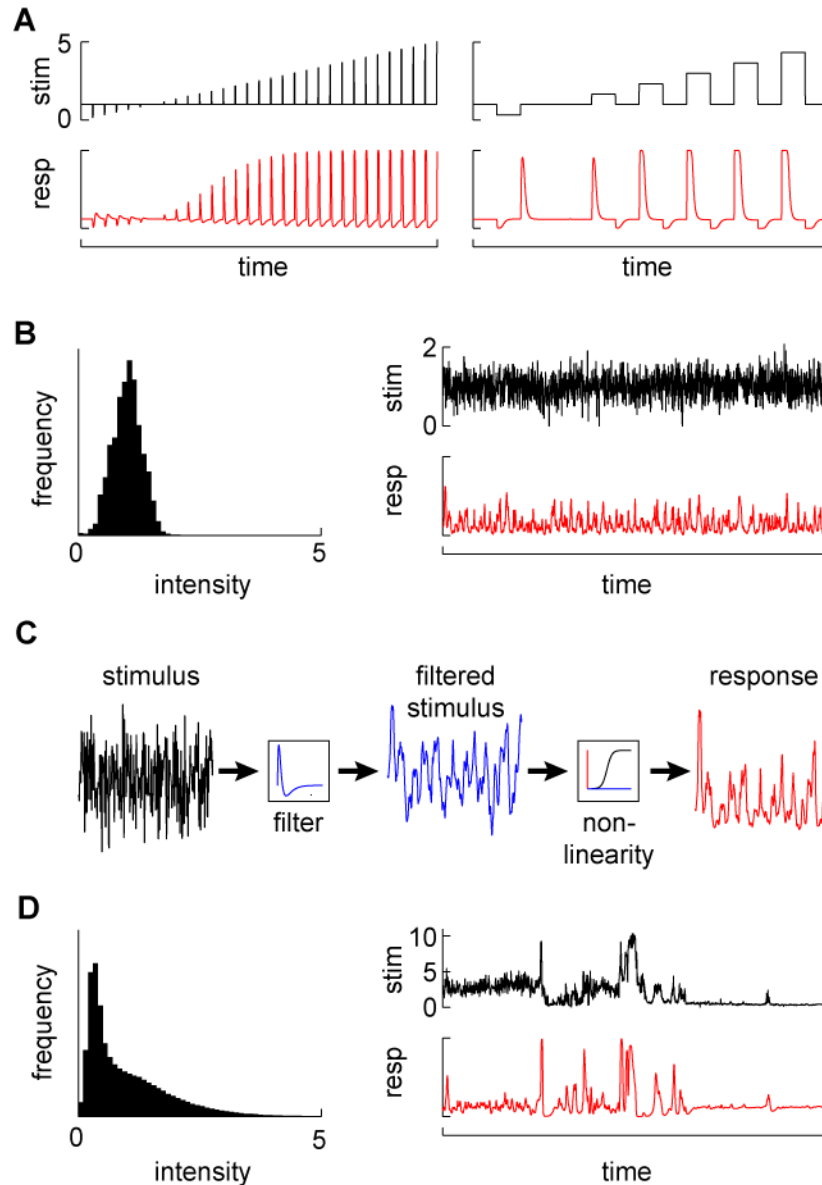 A
stim
5
0
resp
time
time
B
frequency
0
5
intensity
stim
2
0
resp
time
C
stimulus
filter
filtered
stimulus
non-
linearity
response
D
frequency
0
5
intensity
stim
10
5
0
resp
time